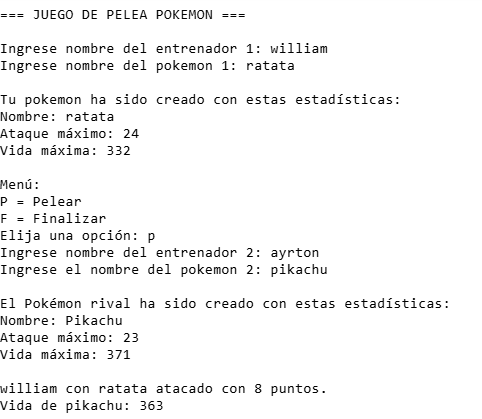 === JUEGO DE PELEA POKEMON ===
Ingrese nombre del entrenador 1: william
Ingrese nombre del pokemon 1: ratata
Tu pokemon ha sido creado con estas estadísticas:
Nombre: ratata
Ataque máximo: 24
Vida máxima: 332
Menú:
P = Pelear
F = Finalizar
Elija una opción: p
Ingrese nombre del entrenador 2: ayrton
Ingrese el nombre del pokemon 2: pikachu
El Pokémon rival ha sido creado con estas estadísticas:
Nombre: Pikachu
Ataque máximo: 23
Vida máxima: 371
william con ratata atacado con 8 puntos.
Vida de pikachu: 363